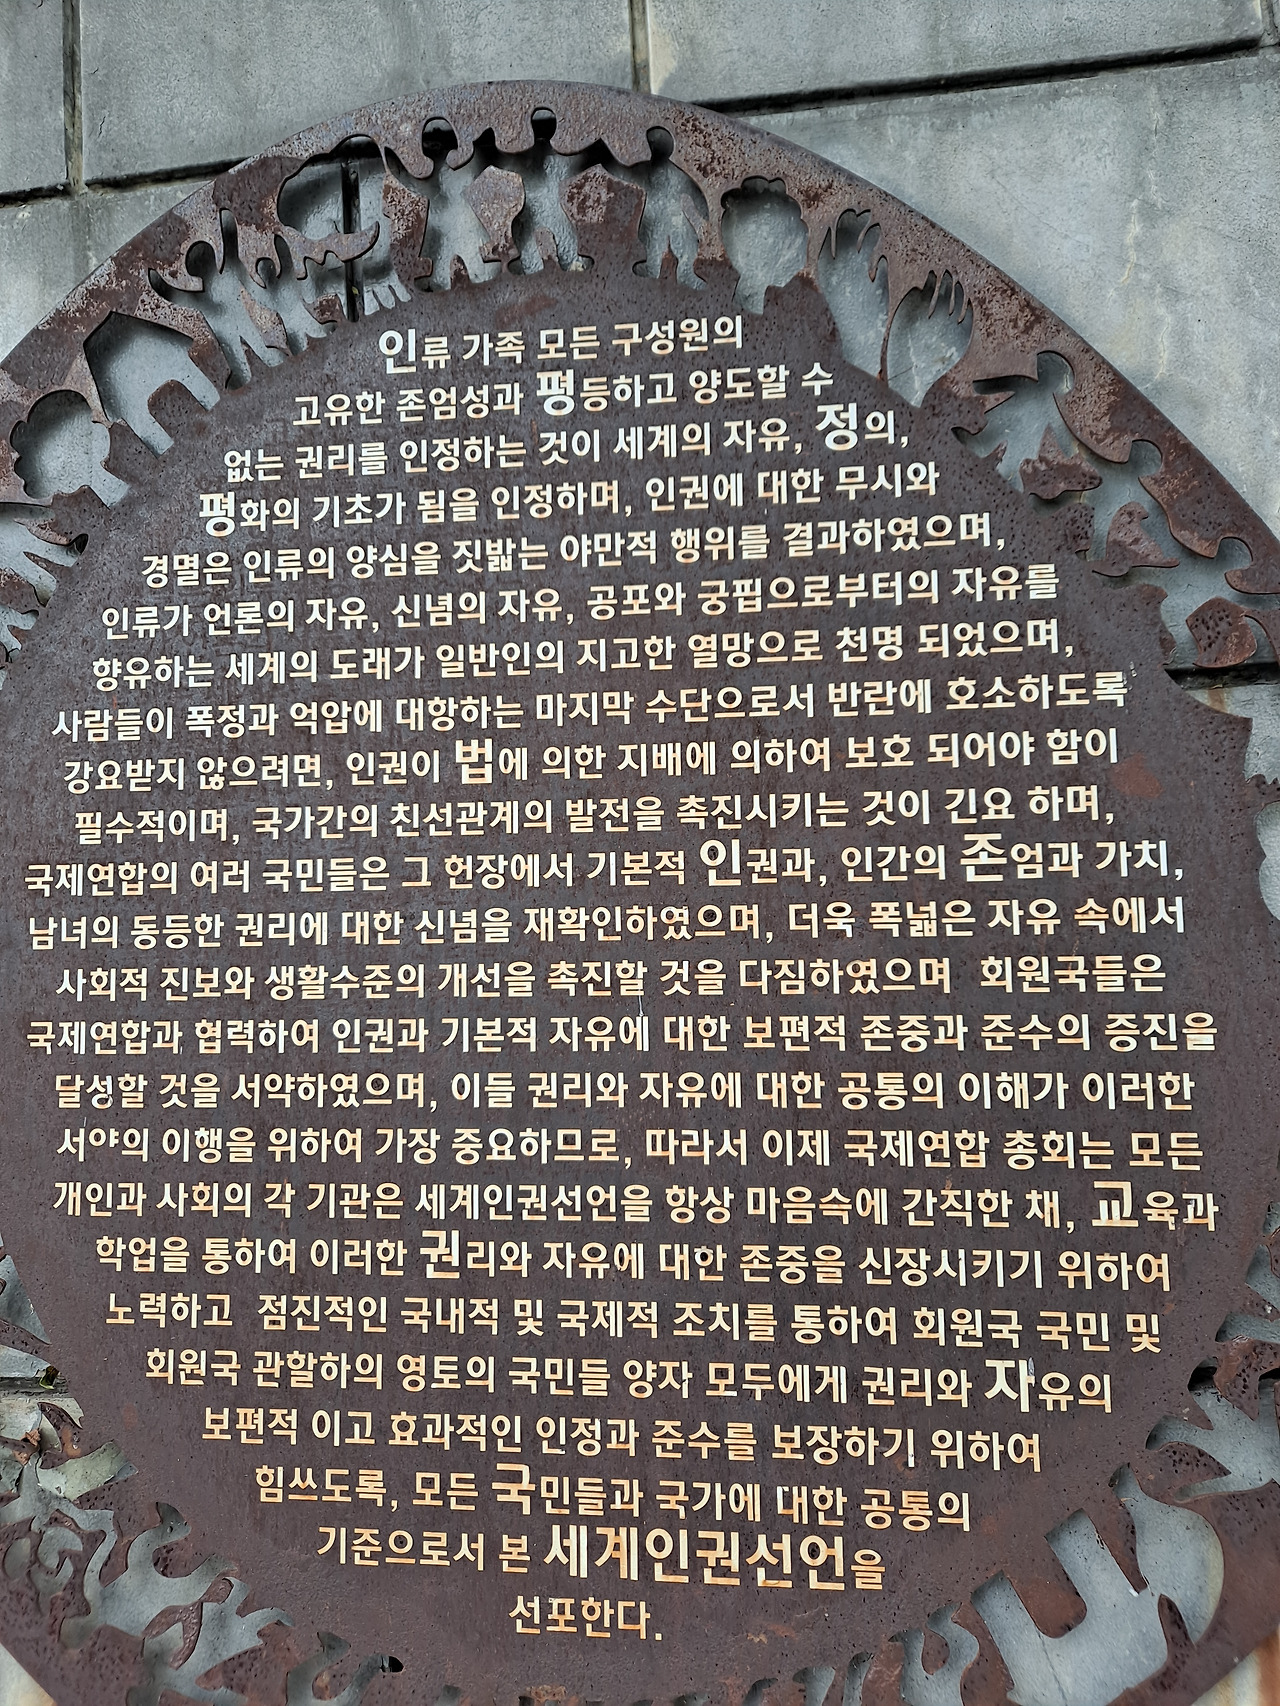 인류 가족 모든 구성원의
고유한 존엄성과 평등하고 양도할 수
없는 권리를 인정하는 것이 세계의 자유, 정의,
평화의 기초가 됨을 인정하며, 인권에 대한 무시와
경멸은 인류의 양심을 짓밟는 야만적 행위를 결과하였으며,
인류가 언론의 자유, 신념의 자유, 공포와 궁핍으로부터의 자유를
향유하는 세계의 도래가 일반인의 지고한 열망으로 천명 되었으며,
사람들이 폭정과 억압에 대항하는 마지막 수단으로서 반란에 호소하도록
강요받지 않으려면, 인권이 법에 의한 지배에 의하여 보호 되어야 함이
필수적이며, 국가간의 친선관계의 발전을 촉진시키는 것이 긴요 하며,
국제연합의 여러 국민들은 그 헌장에서 기본적 인권과, 인간의 존엄과 가치,
남녀의 동등한 권리에 대한 신념을 재확인하였으며, 더욱 폭넓은 자유 속에서
사회적 진보와 생활수준의 개선을 촉진할 것을 다짐하였으며 회원국들은
국제연합과 협력하여 인권과 기본적 자유에 대한 보편적 존중과 준수의 증진을
달성할 것을 서약하였으며, 이들 권리와 자유에 대한 공통의 이해가 이러한
서약의 이행을 위하여 가장 중요하므로, 따라서 이제 국제연합 총회는 모든
개인과 사회의 각 기관은 세계인권선언을 항상 마음속에 간직한 채, 교육과
학업을 통하여 이러한 권리와 자유에 대한 존중을 신장시키기 위하여
노력하고 점진적인 국내적 및 국제적 조치를 통하여 회원국 국민 및
회원국 관할하의 영토의 국민들 양자 모두에게 권리와 자유의
보편적 이고 효과적인 인정과 준수를 보장하기 위하여
힘쓰도록, 모든 국민들과 국가에 대한 공통의
기준으로서 본 세계인권선언을
선포한다.